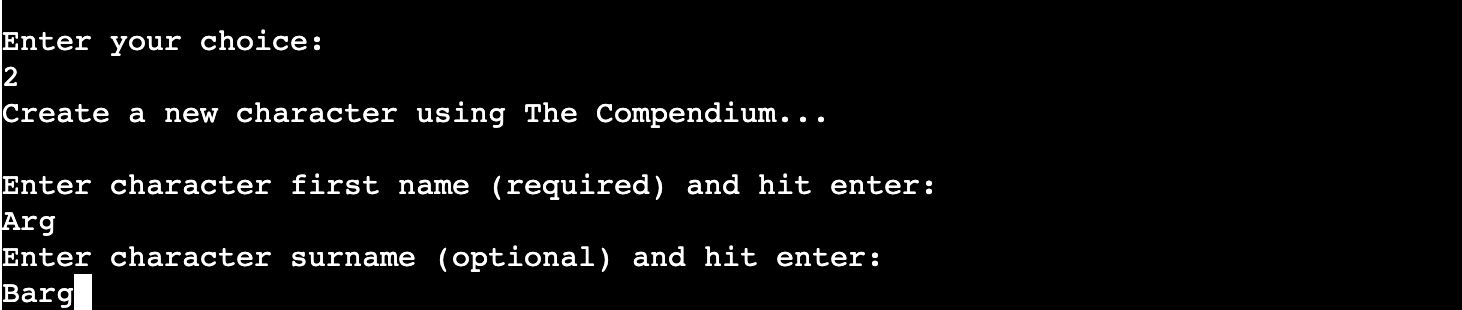 Enter your choice:
2
Create a new character using The Compendium...
Enter character first name (required) and hit enter:
Arg
Enter character surname (optional) and hit enter:
Barg